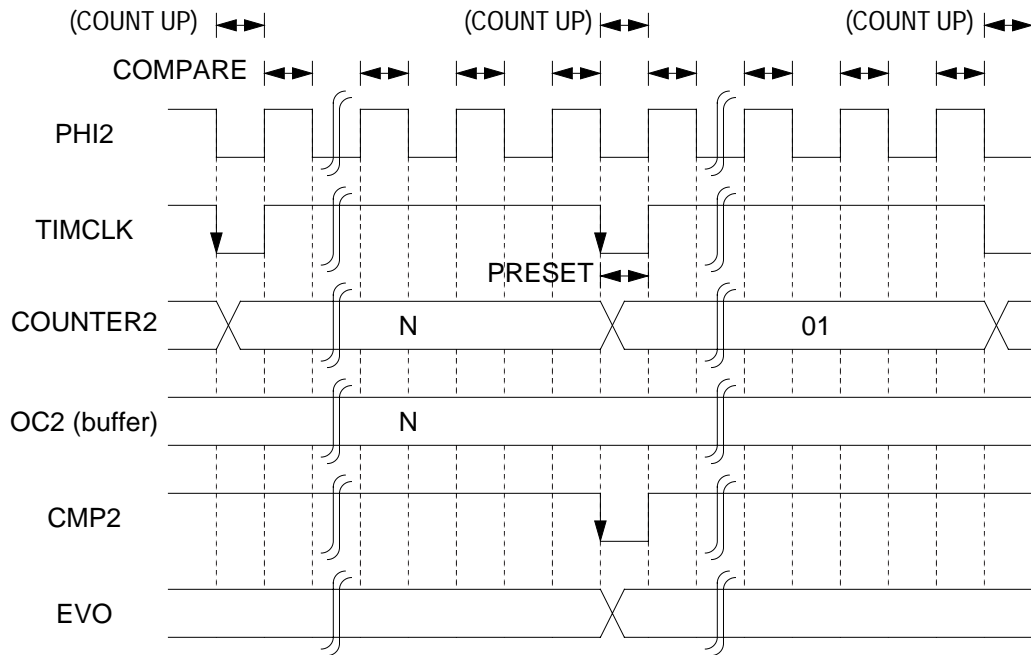 (COUNT UP) (COUNT UP) (COUNT UP)
COMPARE
PHI2
TIMCLK
PRESET
COUNTER2 N 01
OC2 (buffer) N
CMP2
EVO